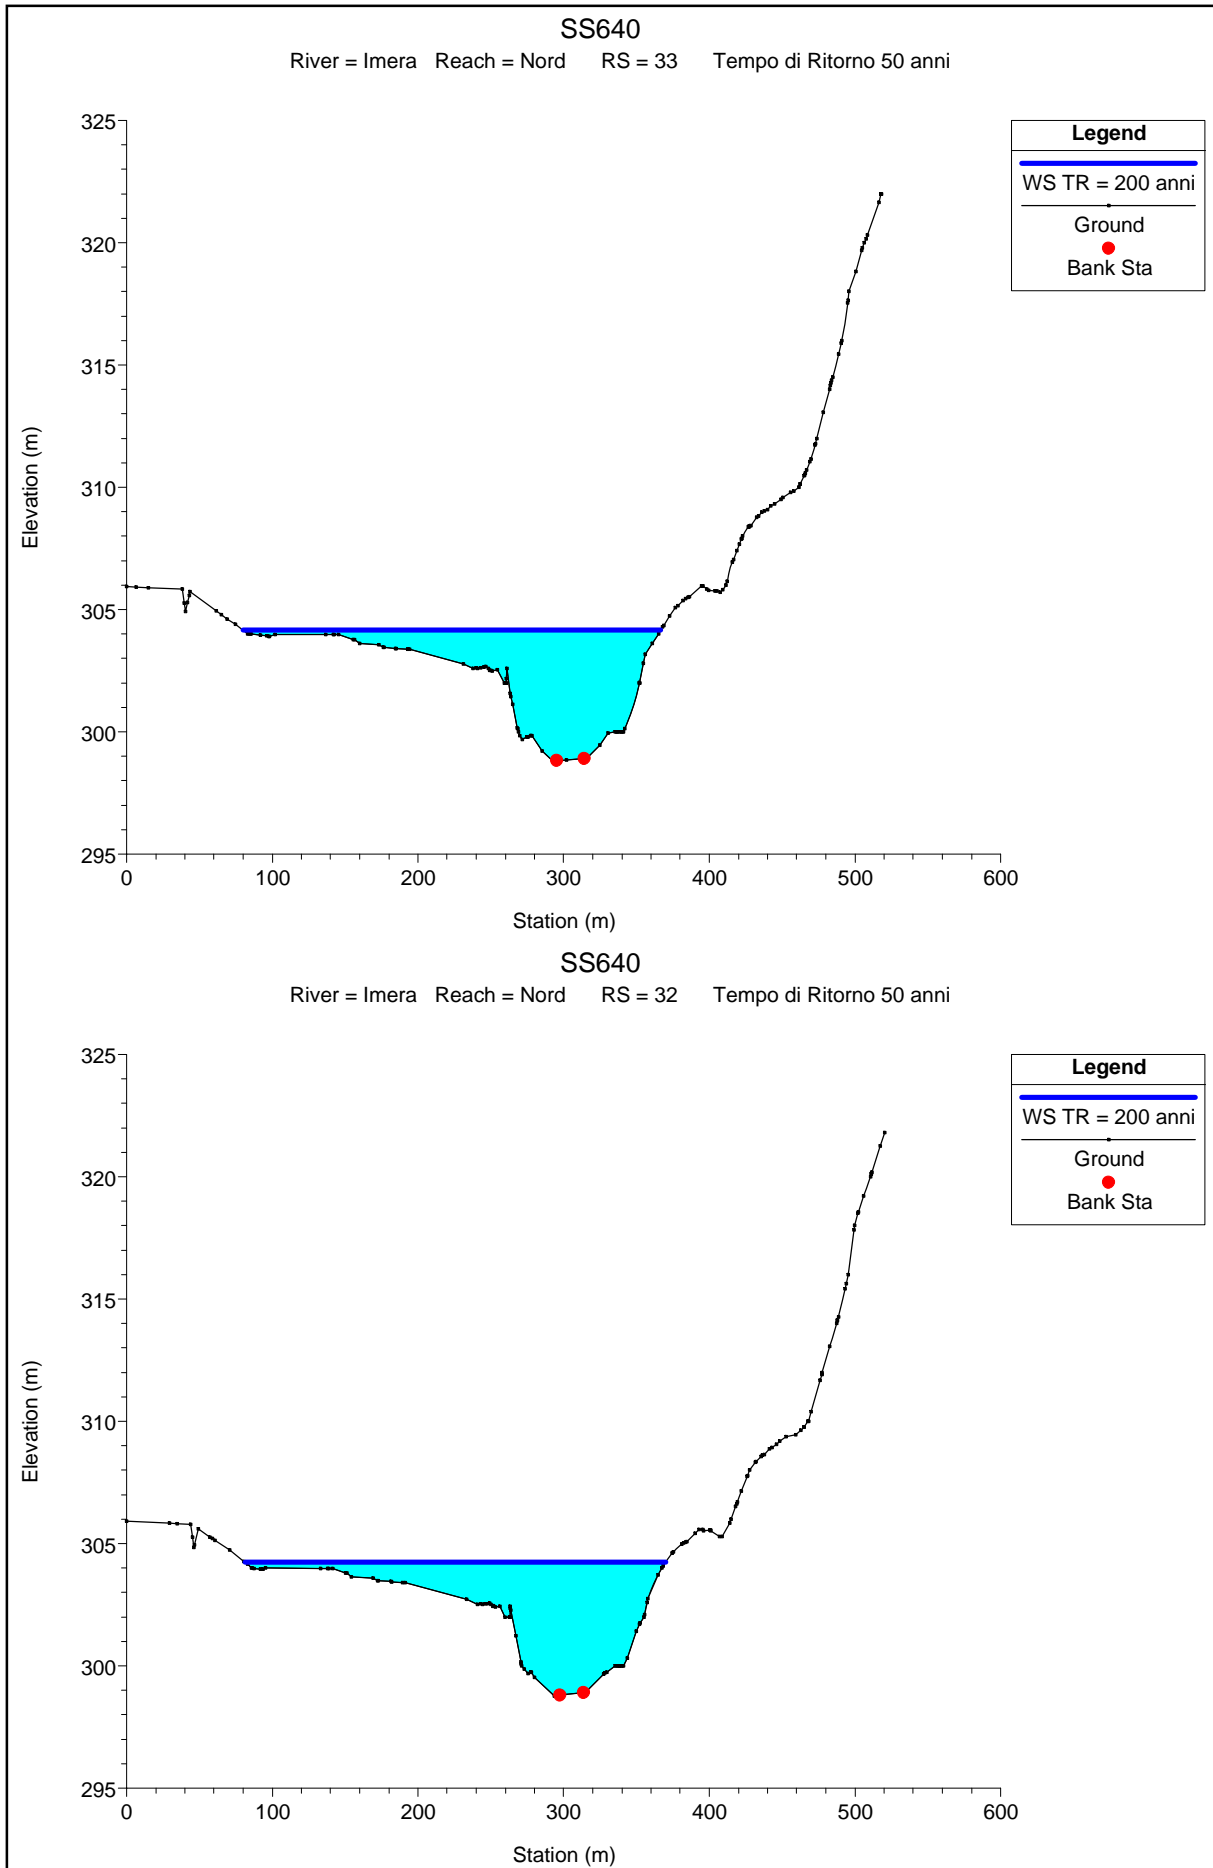 SS640
River = Imera Reach = Nord RS = 33 Tempo di Ritorno 50 anni
325
320
315
310
305
300
295
Elevation (m)
0 100 200 300 400 500 600
Station (m)
Legend
WS TR = 200 anni
Ground
Bank Sta
SS640
River = Imera Reach = Nord RS = 32 Tempo di Ritorno 50 anni
325
320
315
310
305
300
295
Elevation (m)
0 100 200 300 400 500 600
Station (m)
Legend
WS TR = 200 anni
Ground
Bank Sta